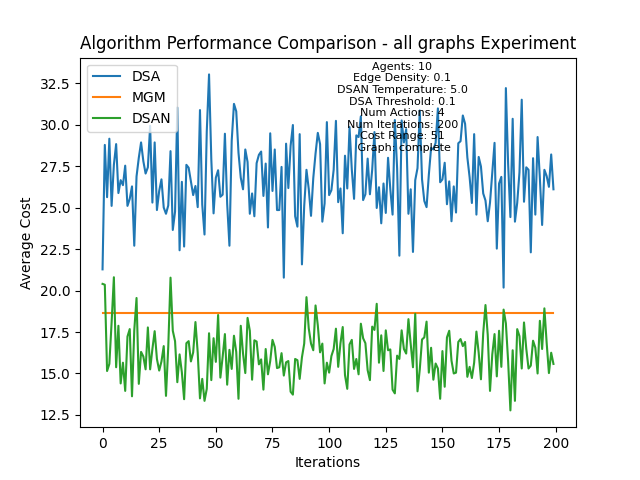 Algorithm Performance Comparison - all graphs Experiment
DSA
MGM
DSAN
Agents: 10
Edge Density: 0.1
DSAN Temperature: 5.0
DSA Threshold: 0.1
Num Actions: 4
Num Iterations: 200
Cost Range: 51
Graph: complete
Average Cost
32.5
30.0
27.5
25.0
22.5
20.0
17.5
15.0
12.5
0 25 50 75 100 125 150 175 200
Iterations